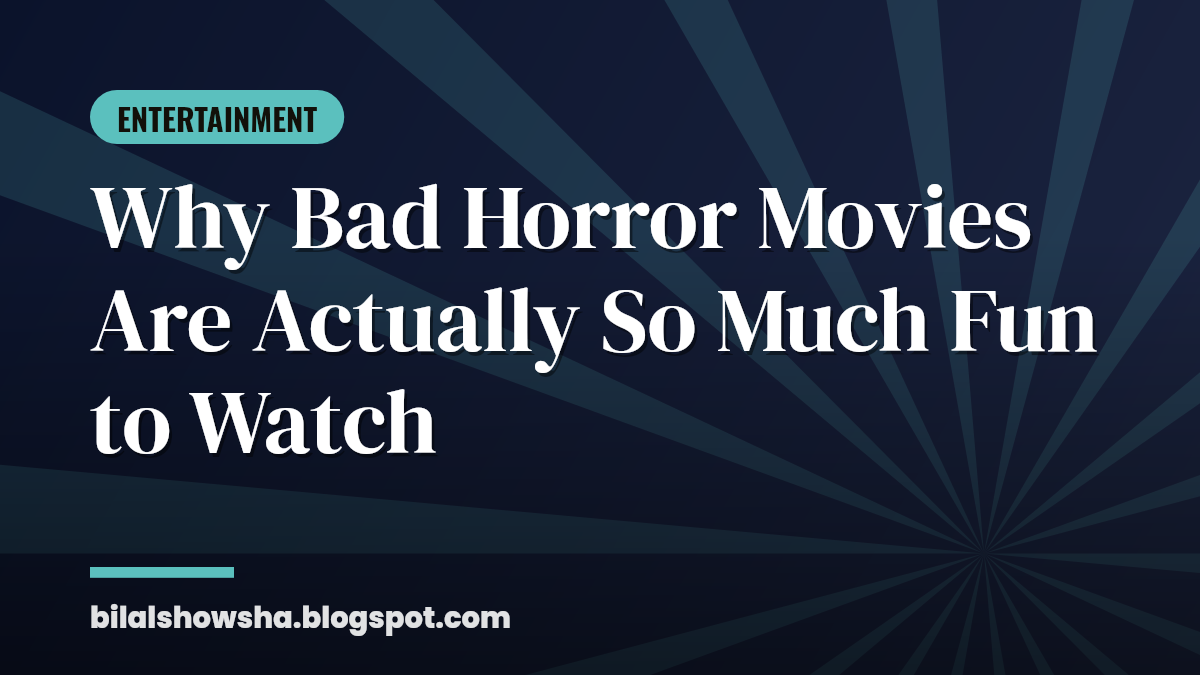 ENTERTAINMENT
Why Bad Horror Movies
Are Actually So Much Fun
to Watch
bilalshowsha.blogspot.com